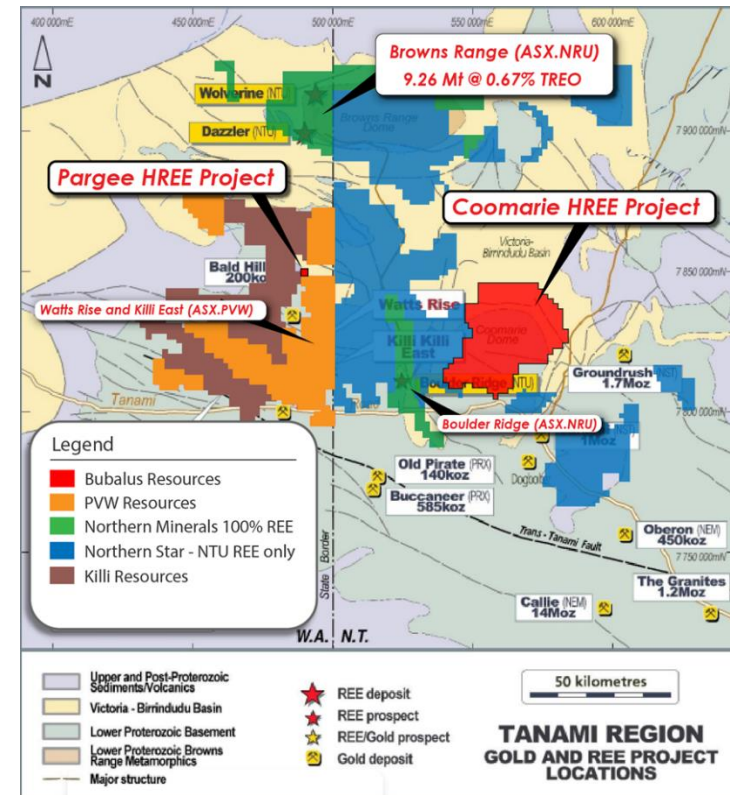 400 000mE
500 000mE
550 000mE
600 000mE
N
Browns Range (ASX.NRU)
9.26 Mt @ 0.67% TREO
Wolverine (NTU)
Dazzler (NTU)
Browns Range
Dome
7 900 000mN
Pargee HREE Project
Coomarie HREE Project
Victoria-
Birrindudu Basin
Bald Hill
200ko
7 850 000mN
Watts Rise and Killi East (ASX.PVW)
Watts Rise
Coomarie
Dome
Killi Killi
East
Groundrush (NST)
1.7Moz
Tanami
Boulder Ridge (NTU)
7 800 000mN
Boulder Ridge (ASX.NRU)
1Moz
Legend
Bubalus Resources
PVW Resources
Northern Minerals 100% REE
Northern Star - NTU REE only
Killi Resources
Old Pirate (PRX)
140koz
Buccaneer (PRX)
585koz
Trans-Tanami Fault
Oberon (NEM)
450koz
7 750 000mN
The Granites
1.2Moz
Callie (NEM)
14Moz
State Border
W.A.
N.T.
Upper and Post-Proterozoic
Sediments/Volcanics
Victoria - Birrindudu Basin
Lower Proterozoic Basement
Lower Proterozoic Browns
Range Metamorphics
Major structure
REE deposit
REE prospect
REE/Gold prospect
Gold deposit
50 kilometres
TANAMI REGION
GOLD AND REE PROJECT
LOCATIONS